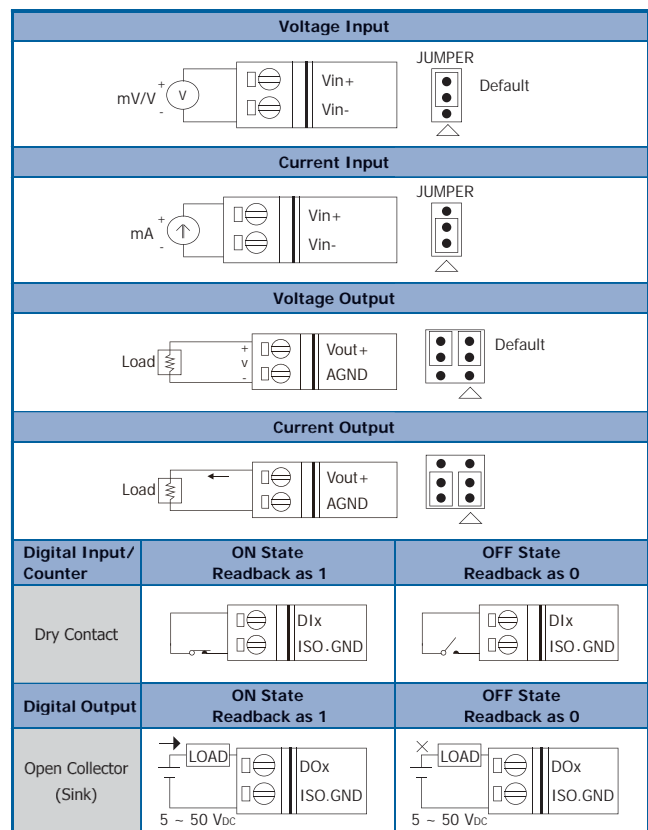 Voltage Input
JUMPER
+
mV/V
V
-
Vin+
Vin-
Default
Current Input
JUMPER
+
mA
-
Vin+
Vin-
Voltage Output
Load
+
v
-
Vout+
AGND
Default
Current Output
Load
Vout+
AGND
Digital Input/
Counter
ON State
Readback as 1
OFF State
Readback as 0
Dry Contact
DIx
ISO.GND
DIx
ISO.GND
Digital Output
ON State
Readback as 1
OFF State
Readback as 0
Open Collector
(Sink)
LOAD
DOx
ISO.GND
5 ~ 50 VDC
LOAD
DOx
ISO.GND
5 ~ 50 VDC